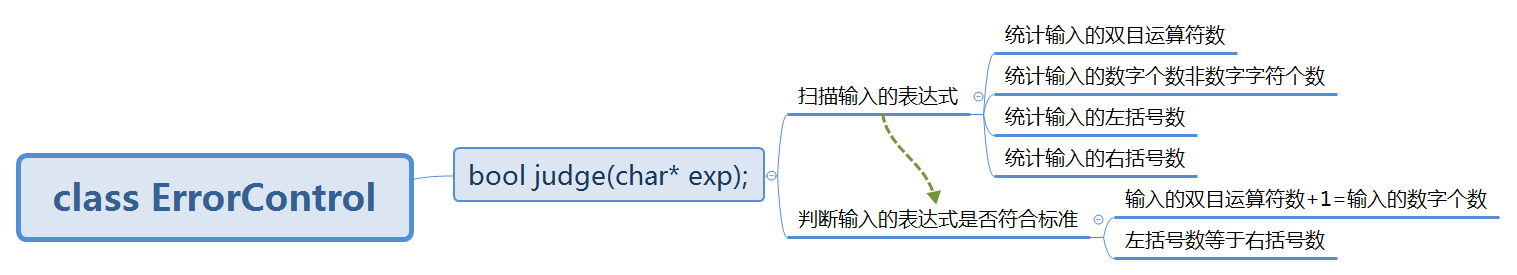 class ErrorControl
bool judge(char* exp);
扫描输入的表达式
统计输入的双目运算符数
统计输入的数字个数非数字字符个数
统计输入的左括号数
统计输入的右括号数
判断输入的表达式是否符合标准
输入的双目运算符数+1=输入的数字个数
左括号数等于右括号数